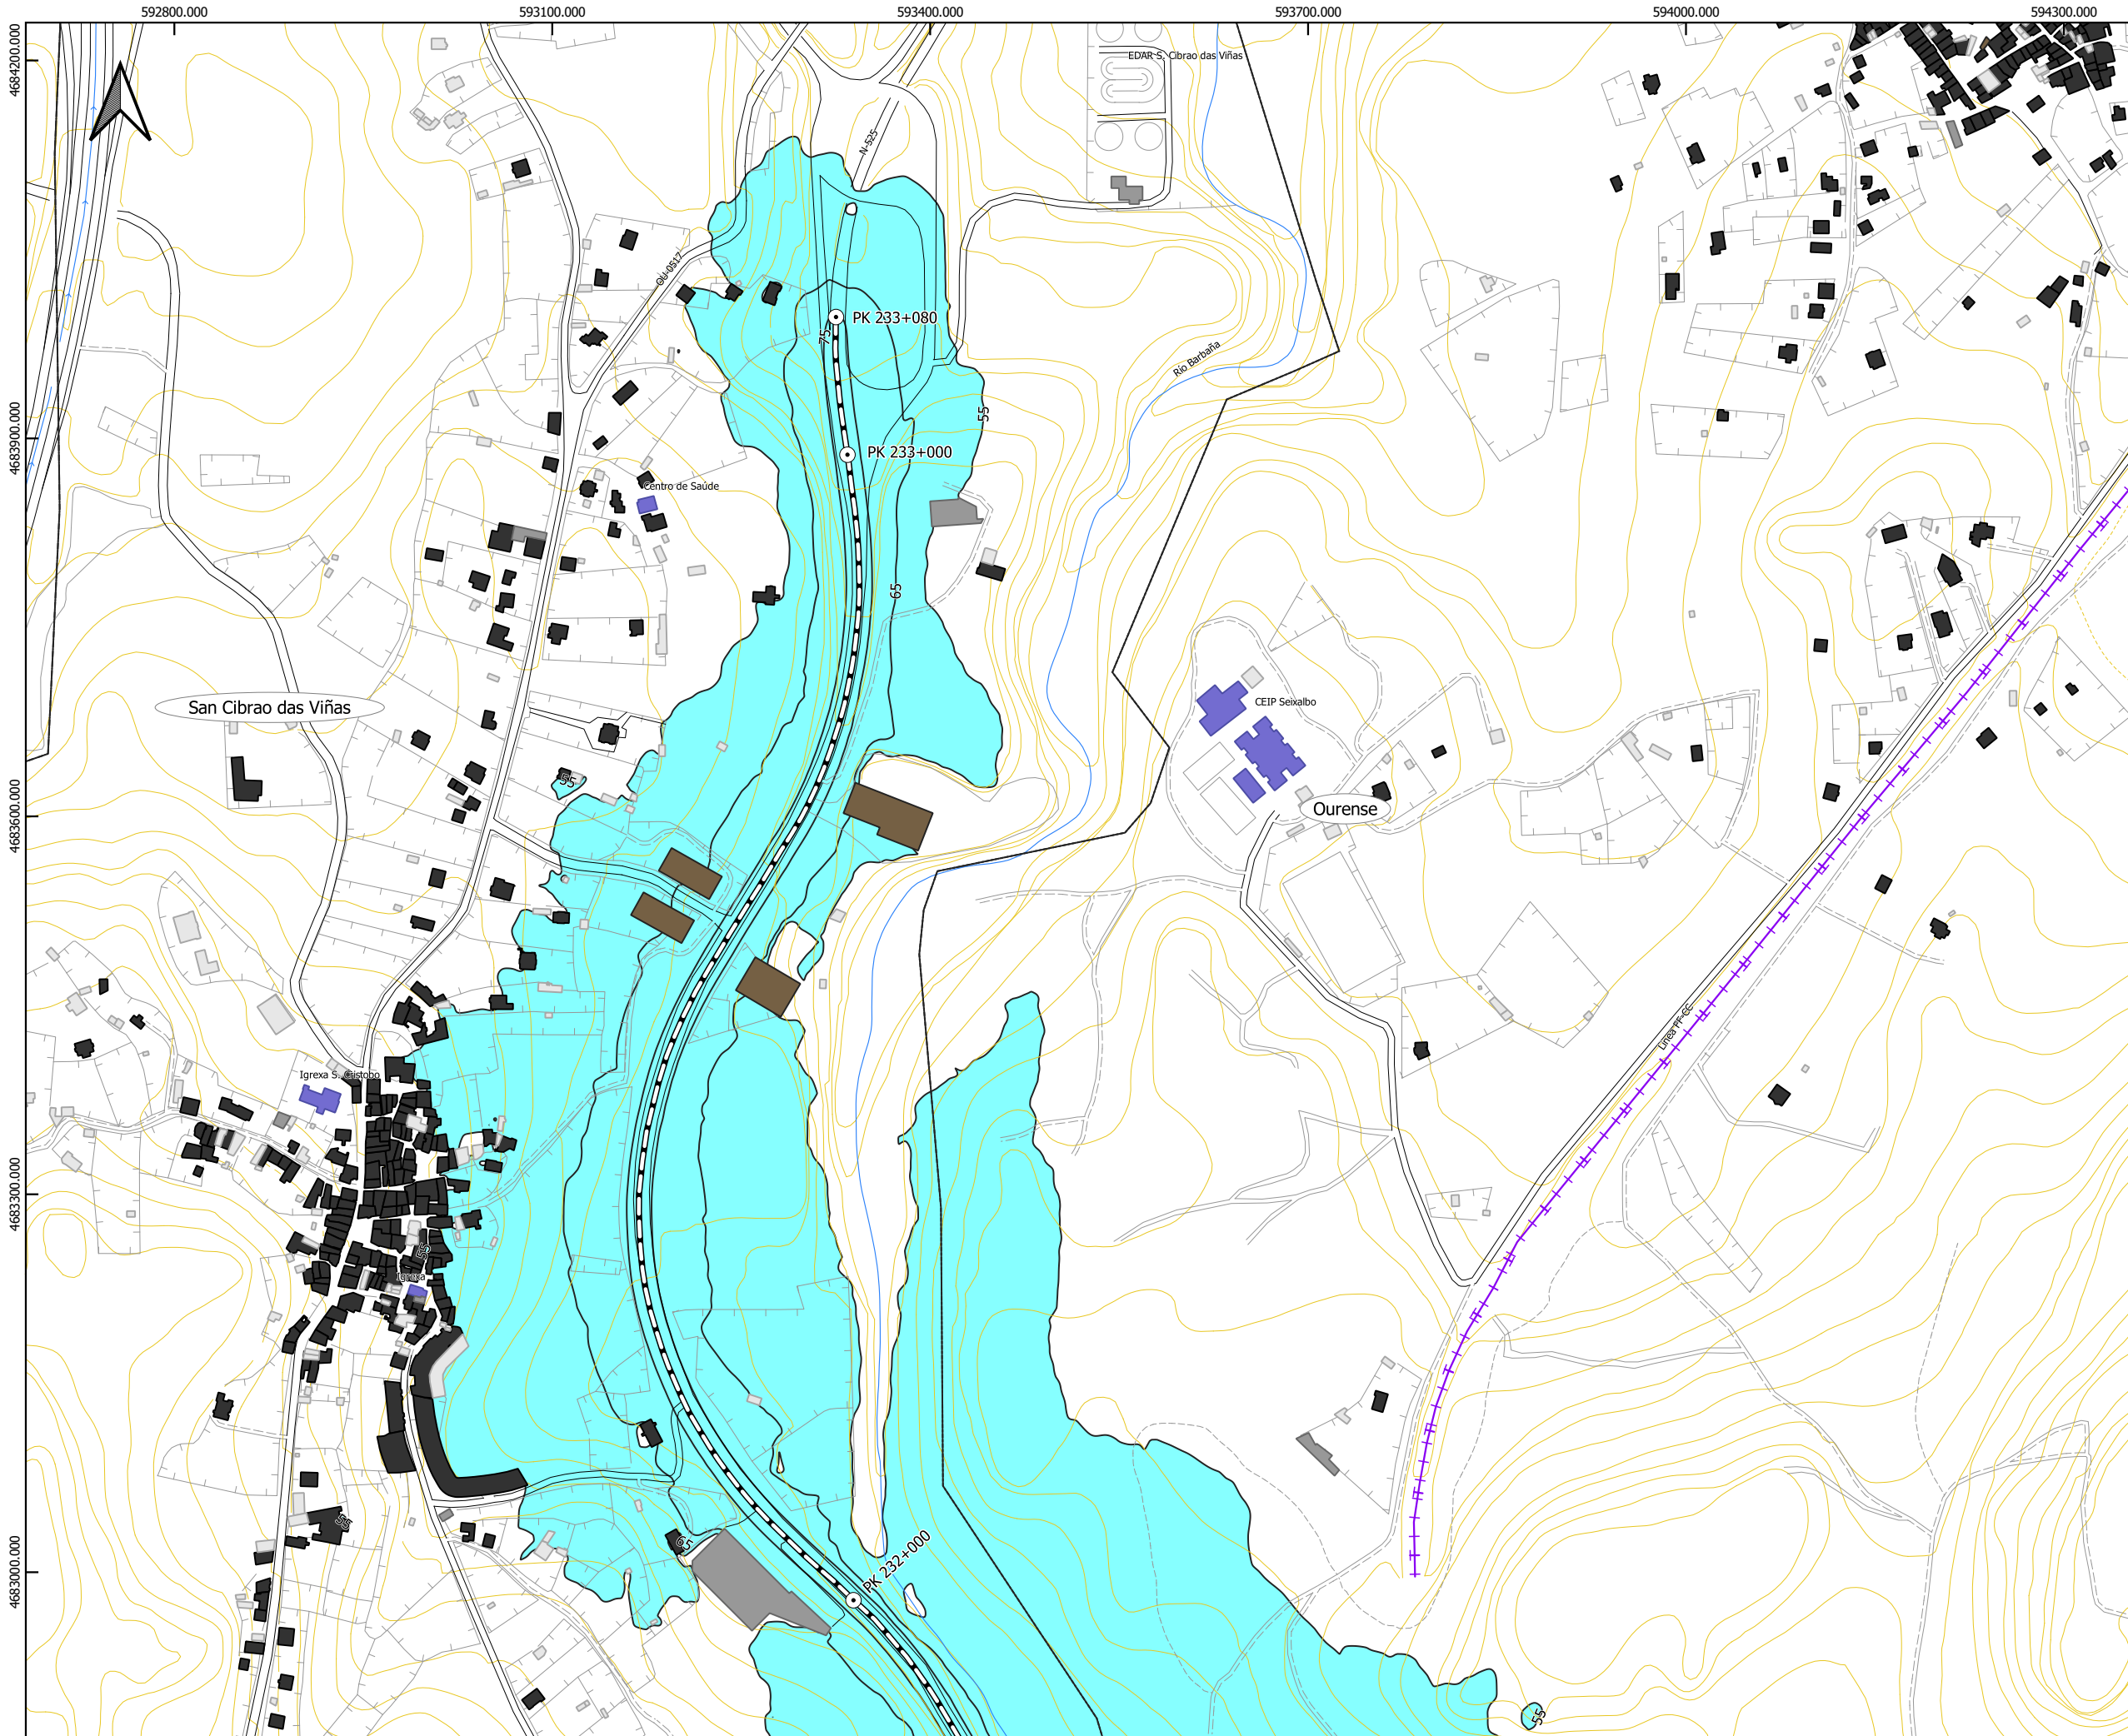 592800.000
593100.000
593400.000
593700.000
594000.000
594300.000
4684200.000
EDAR S. Cibrao das Viñas
N-525
OU-0517
PK 233+080
75
Río Barbaña
55
4683900.000
PK 233+000
Centro de Saúde
65
San Cibrao das Viñas
CEIP Seixalbo
55
Ourense
4683600.000
Línea FF-CC
Igrexa S. Cristobo
4683300.000
55
Igrexa
55
65
PK 232+000
4683000.000
55